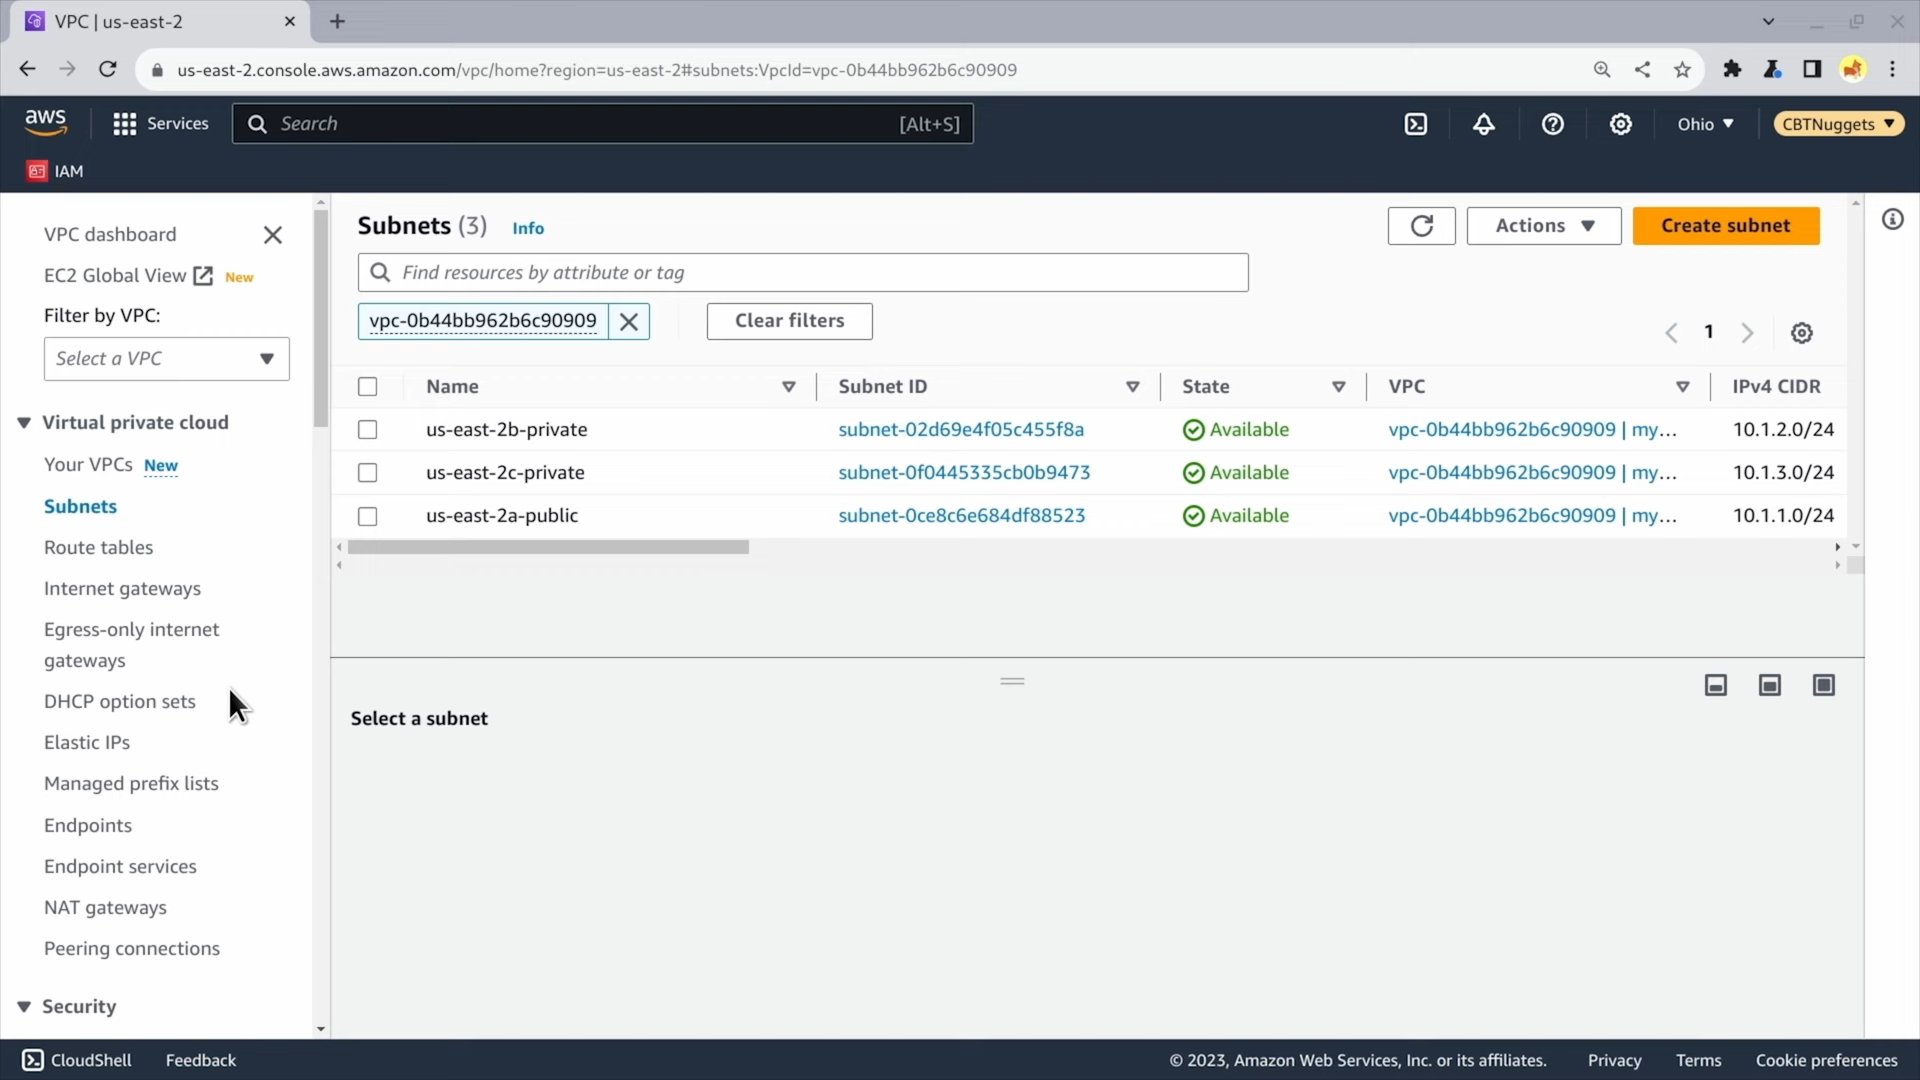 VPC | us-east-2
us-east-2.console.aws.amazon.com/vpc/home?region=us-east-2#subnets:VpcId=vpc-0b44bb962b6c90909
aws
Services
Search
[Alt+S]
Ohio
CBTNuggets
IAM
VPC dashboard
EC2 Global View New
Filter by VPC:
Select a VPC
Virtual private cloud
Your VPCs New
Subnets
Route tables
Internet gateways
Egress-only internet
gateways
DHCP option sets
Elastic IPs
Managed prefix lists
Endpoints
Endpoint services
NAT gateways
Peering connections
Security
Subnets (3) Info
Actions
Create subnet
Find resources by attribute or tag
vpc-0b44bb962b6c90909
Clear filters
1
Name Subnet ID State VPC IPv4 CIDR
us-east-2b-private subnet-02d69e4f05c455f8a Available vpc-0b44bb962b6c90909 | my... 10.1.2.0/24
us-east-2c-private subnet-0f0445335cb0b9473 Available vpc-0b44bb962b6c90909 | my... 10.1.3.0/24
us-east-2a-public subnet-0ce8c6e684df88523 Available vpc-0b44bb962b6c90909 | my... 10.1.1.0/24
Select a subnet
CloudShell Feedback © 2023, Amazon Web Services, Inc. or its affiliates. Privacy Terms Cookie preferences